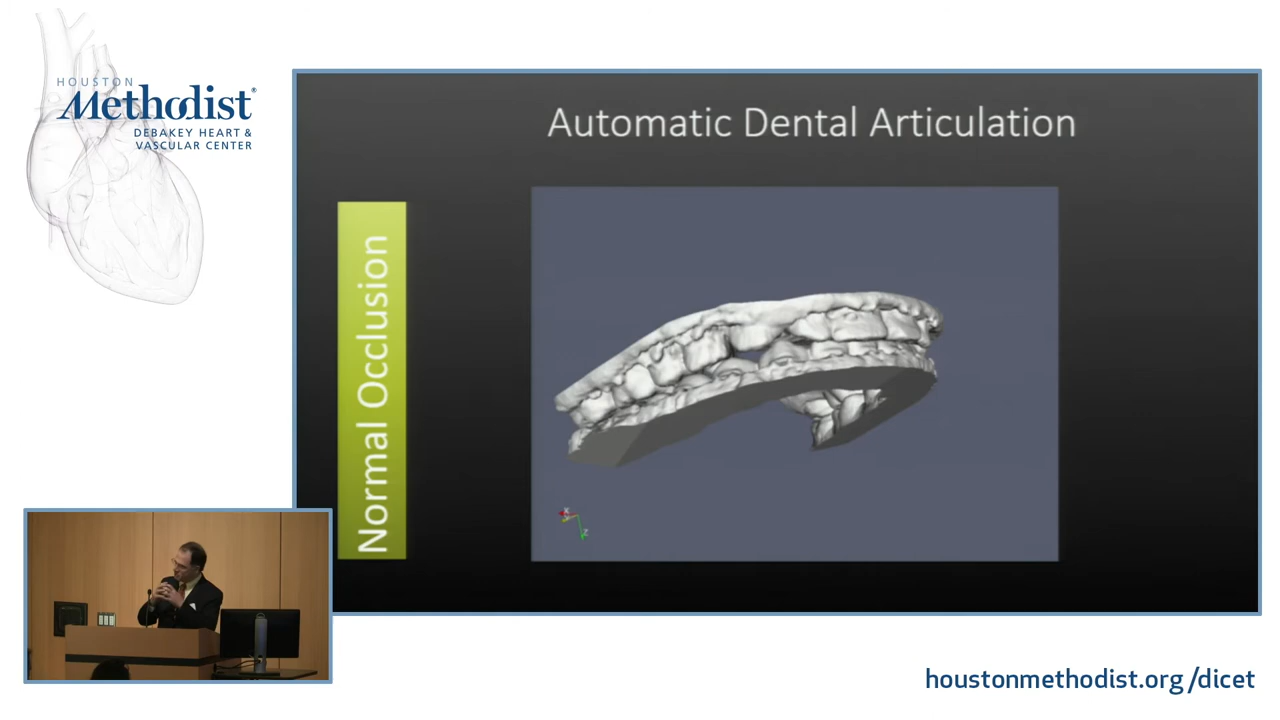 HOUSTON
Methodist®
DEBAKEY HEART &
VASCULAR CENTER
Automatic Dental Articulation
Normal Occlusion
X
Z
houstonmethodist.org/dicet